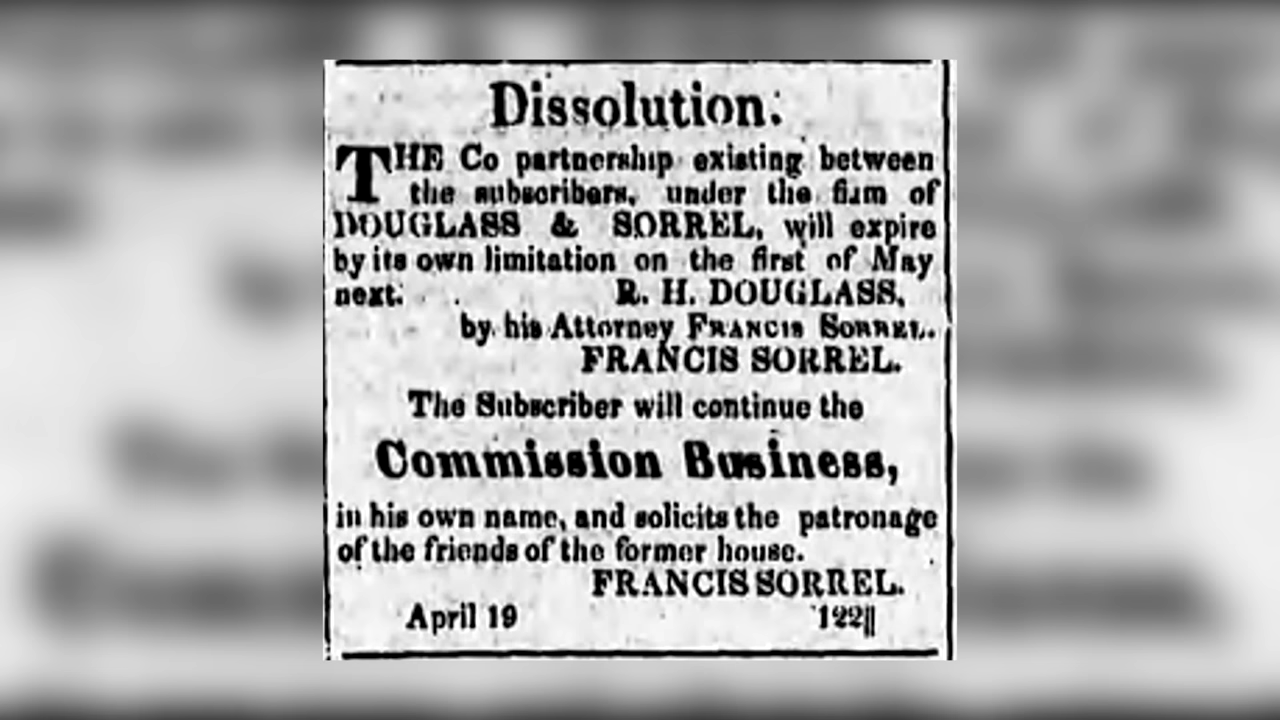 Dissolution.
THE Co partnership existing between
the subscribers, under the firm of
DOUGLASS & SORREL, will expire
by its own limitation on the first of May
next. R. H. DOUGLASS,
by his Attorney FRANCIS SORREL.
FRANCIS SORREL.
The Subscriber will continue the
Commission Business,
in his own name, and solicits the patronage
of the friends of the former house.
FRANCIS SORREL.
April 19 122||